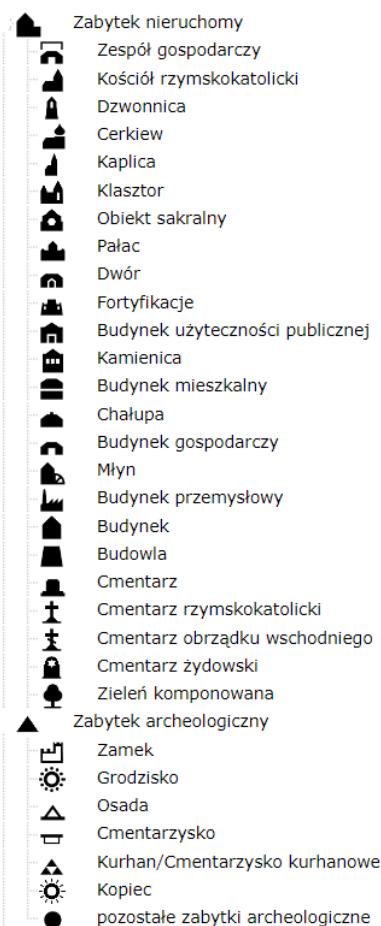 Zabytek nieruchomy
Zespół gospodarczy
Kościół rzymskokatolicki
Dzwonnica
Cerkiew
Kaplica
Klasztor
Obiekt sakralny
Pałac
Dwór
Fortyfikacje
Budynek użyteczności publicznej
Kamienica
Budynek mieszkalny
Chałupa
Budynek gospodarczy
Młyn
Budynek przemysłowy
Budynek
Budowla
Cmentarz
Cmentarz rzymskokatolicki
Cmentarz obrządku wschodniego
Cmentarz żydowski
Zieleń komponowana
Zabytek archeologiczny
Zamek
Grodzisko
Osada
Cmentarzysko
Kurhan/Cmentarzysko kurhanowe
Kopiec
pozostałe zabytki archeologiczne